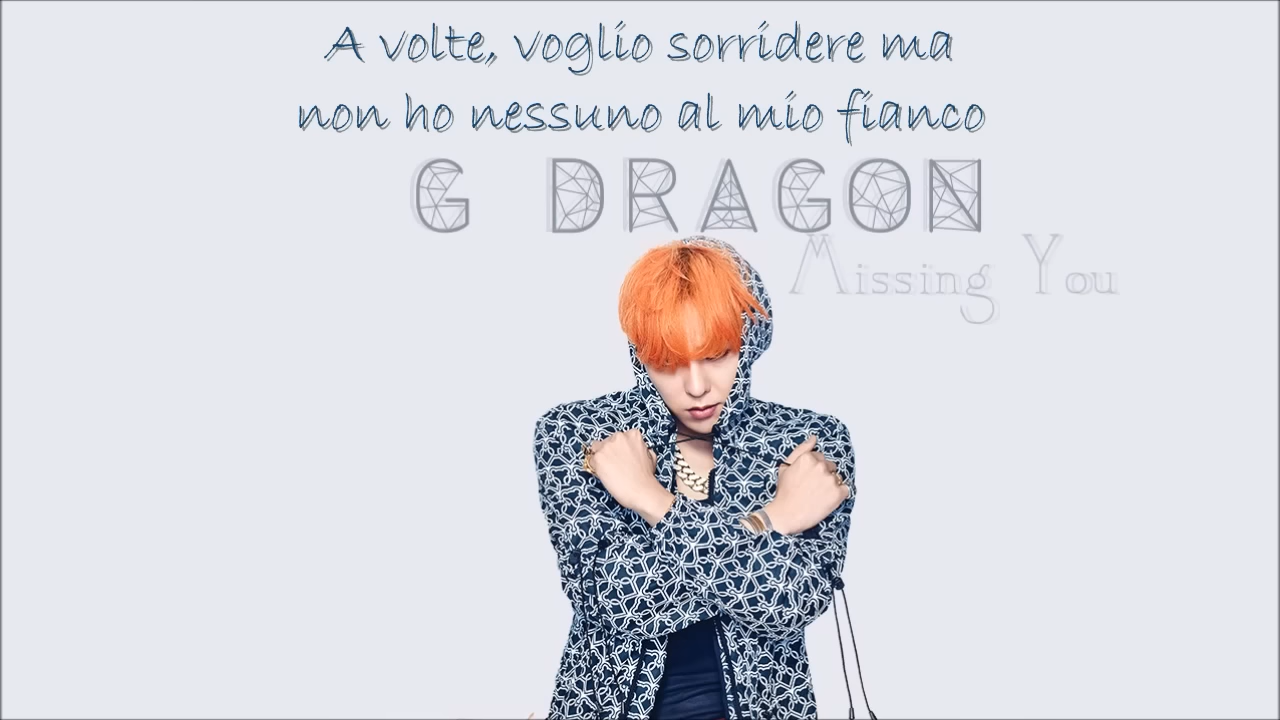 A volte, voglio sorridere ma
non ho nessuno al mio fianco
G DRAGON
Missing You